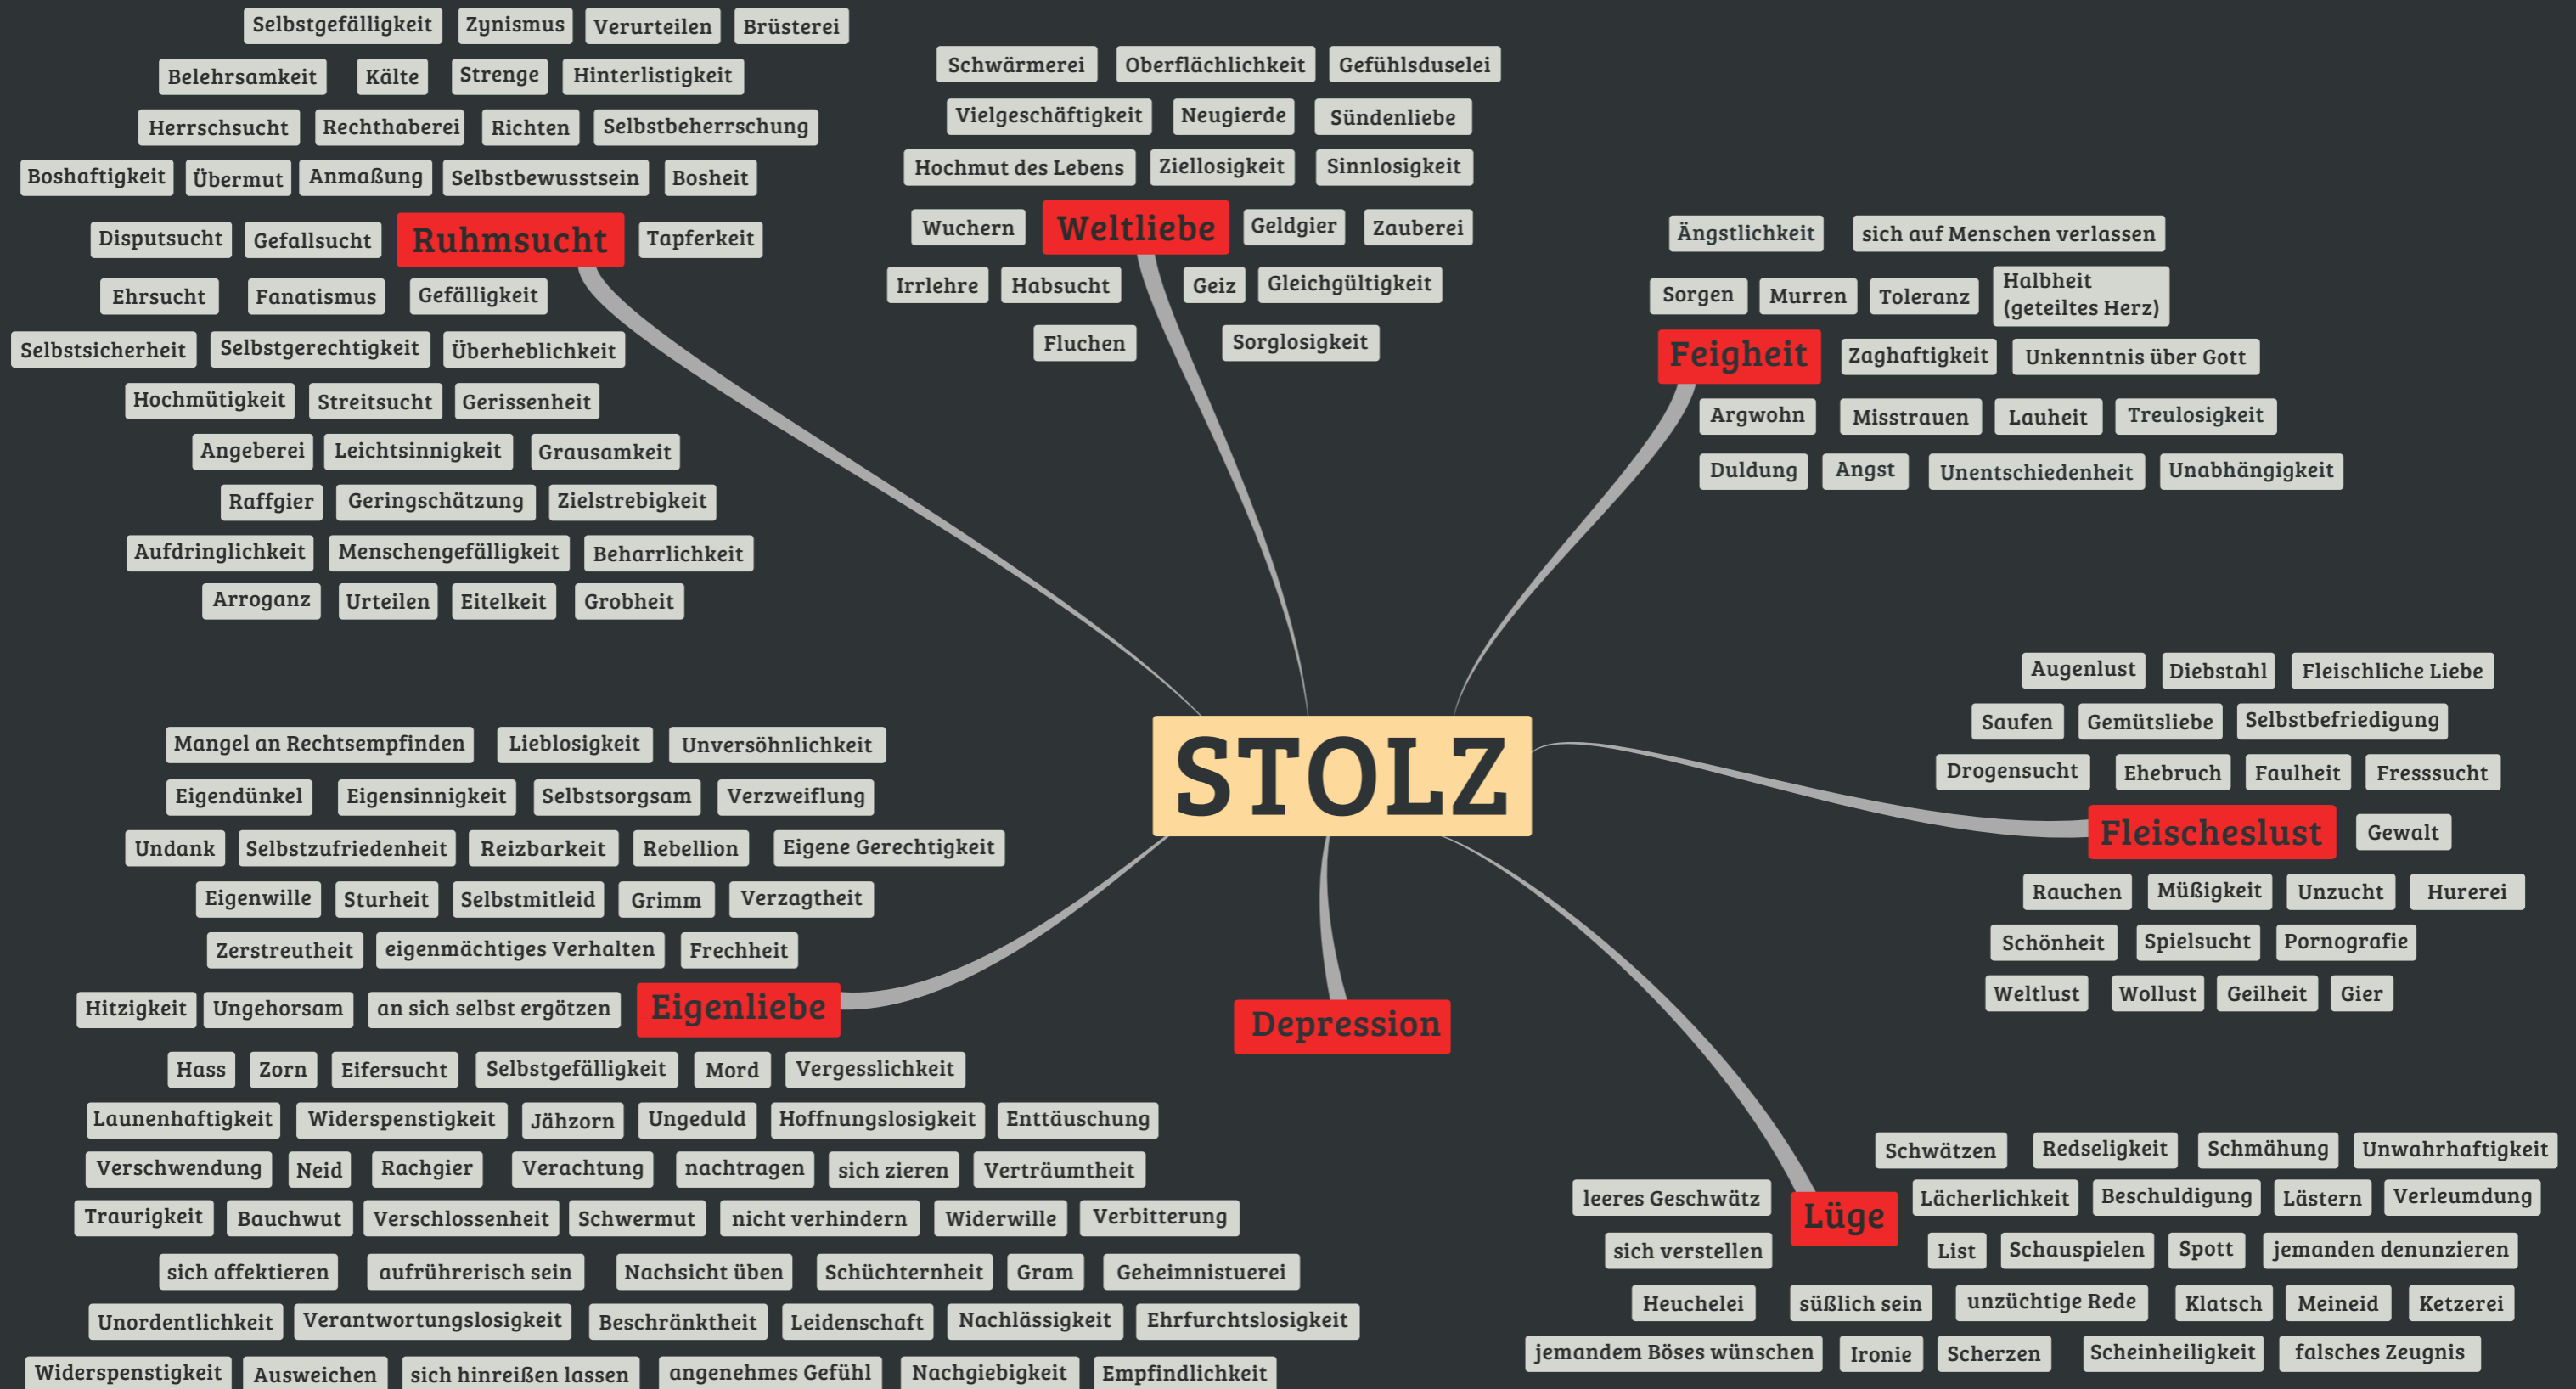 Selbstgefälligkeit Zynismus Verurteilen Brüsterei
Belehrsamkeit Kälte Strenge Hinterlistigkeit
Herrschsucht Rechthaberei Richten Selbstbeherrschung
Boshaftigkeit Übermut Anmaßung Selbstbewusstsein Bosheit
Disputsucht Gefallsucht Ruhmsucht Tapferkeit
Ehrsucht Fanatismus Gefälligkeit
Selbstsicherheit Selbstgerechtigkeit Überheblichkeit
Hochmütigkeit Streitsucht Gerissenheit
Angeberei Leichtsinnigkeit Grausamkeit
Raffgier Geringschätzung Zielstrebigkeit
Aufdringlichkeit Menschengefälligkeit Beharrlichkeit
Arroganz Urteilen Eitelkeit Grobheit
Schwärmerei Oberflächlichkeit Gefühlsduselei
Vielgeschäftigkeit Neugierde Sündenliebe
Hochmut des Lebens Ziellosigkeit Sinnlosigkeit
Wuchern Weltliebe Geldgier Zauberei
Irrlehre Habsucht Geiz Gleichgültigkeit
Fluchen Sorglosigkeit
Ängstlichkeit sich auf Menschen verlassen
Sorgen Murren Toleranz Halbheit
(geteiltes Herz)
Feigheit Zaghaftigkeit Unkenntnis über Gott
Argwohn Misstrauen Lauheit Treulosigkeit
Duldung Angst Unentschiedenheit Unabhängigkeit
STOLZ
Augenlust Diebstahl Fleischliche Liebe
Saufen Gemütsliebe Selbstbefriedigung
Drogensucht Ehebruch Faulheit Fresssucht
Fleischeslust Gewalt
Rauchen Müßigkeit Unzucht Hurerei
Schönheit Spielsucht Pornografie
Weltlust Wollust Geilheit Gier
Mangel an Rechtsempfinden Lieblosigkeit Unversöhnlichkeit
Eigendünkel Eigensinnigkeit Selbstsorgsam Verzweiflung
Undank Selbstzufriedenheit Reizbarkeit Rebellion Eigene Gerechtigkeit
Eigenwille Sturheit Selbstmitleid Grimm Verzagtheit
Zerstreutheit eigenmächtiges Verhalten Frechheit
Hitzigkeit Ungehorsam an sich selbst ergötzen Eigenliebe
Hass Zorn Eifersucht Selbstgefälligkeit Mord Vergesslichkeit
Launenhaftigkeit Widerspenstigkeit Jähzorn Ungeduld Hoffnungslosigkeit Enttäuschung
Verschwendung Neid Rachgier Verachtung nachtragen sich zieren Verträumtheit
Traurigkeit Bauchwut Verschlossenheit Schwermut nicht verhindern Widerwille Verbitterung
sich affektieren aufrührerisch sein Nachsicht üben Schüchternheit Gram Geheimnistuerei
Unordentlichkeit Verantwortungslosigkeit Beschränktheit Leidenschaft Nachlässigkeit Ehrfurchtslosigkeit
Widerspenstigkeit Ausweichen sich hinreißen lassen angenehmes Gefühl Nachgiebigkeit Empfindlichkeit
Depression
Schwätzen Redseligkeit Schmähung Unwahrhaftigkeit
leeres Geschwätz Lüge Lächerlichkeit Beschuldigung Lästern Verleumdung
sich verstellen List Schauspielen Spott jemanden denunzieren
Heuchelei süßlich sein unzüchtige Rede Klatsch Meineid Ketzerei
jemandem Böses wünschen Ironie Scherzen Scheinheiligkeit falsches Zeugnis